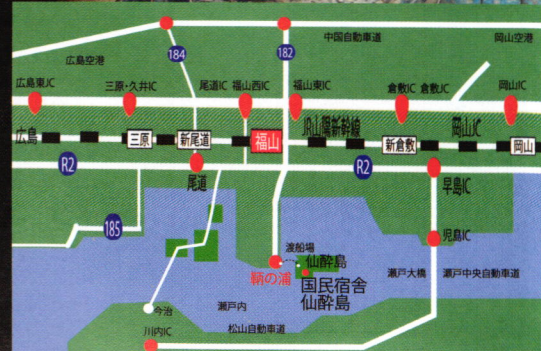 中国自動車道
岡山空港
184
182
広島空港
広島東IC
三原・久井IC
尾道IC
福山西IC
福山東IC
倉敷IC
倉敷JC
岡山IC
広島
三原
新尾道
福山
JR山陽新幹線
新倉敷
岡山JC
岡山
R2
尾道
R2
早島IC
185
渡船場
仙酔島
児島IC
鞆の浦
国民宿舎
仙酔島
瀬戸大橋
瀬戸中央自動車道
今治
瀬戸内
川内IC
松山自動車道